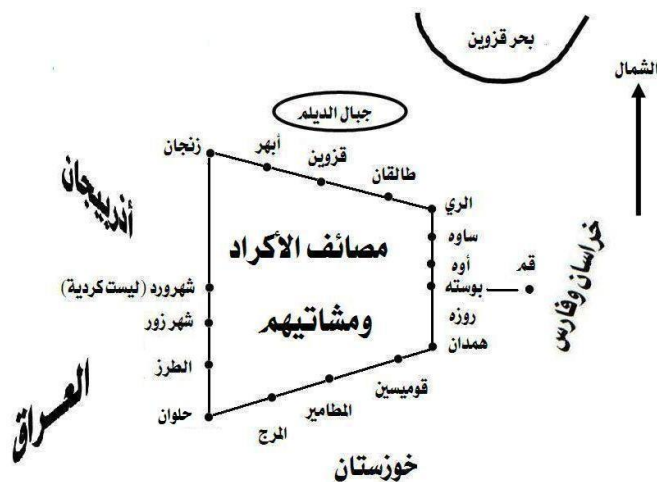 بحر قزوين
الشمال
جبال الديلم
زنجان
أبهر
قزوين
طالقان
الري
أذربيجان
ساوه
أوه
قم
بوسته
روزه
همدان
خراسان وفارس
مصائف الأكراد
ومشاتيهم
شهرورد (ليست كردية)
شهر زور
الطرز
حلوان
العراق
قوميسين
المطامير
المرج
خوزستان